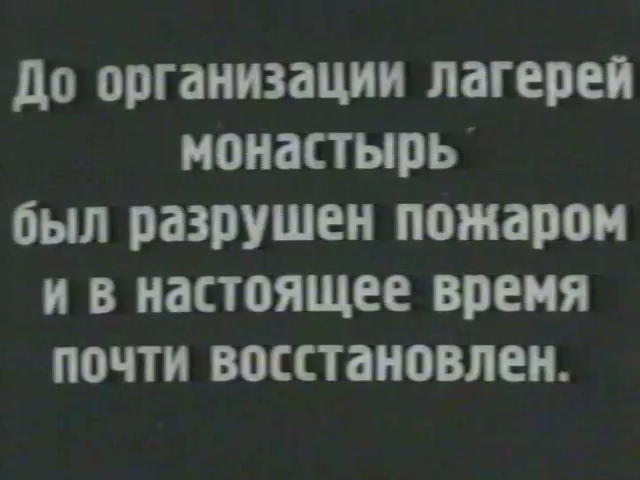 До организации лагерей
монастырь
был разрушен пожаром
и в настоящее время
почти восстановлен.